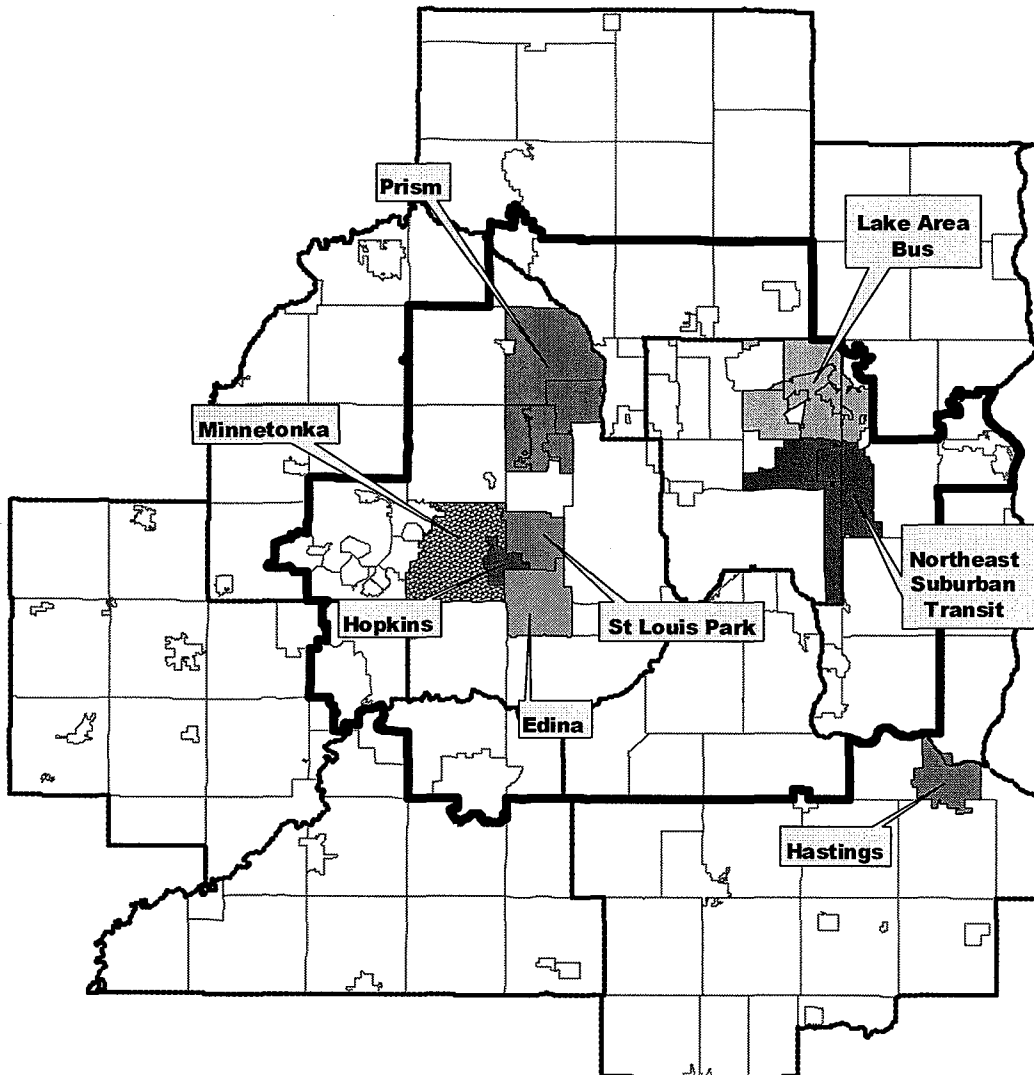 Prism
Lake Area
Bus
Minnetonka
Northeast
Suburban
Transit
Hopkins
St Louis Park
Edina
Hastings